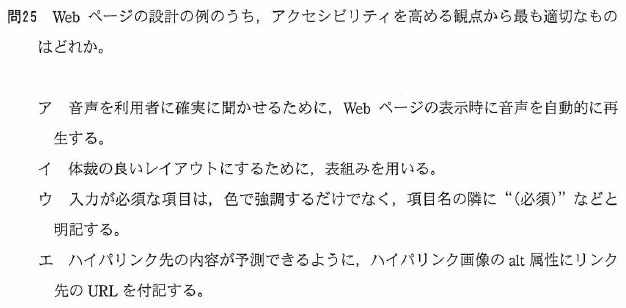 問25 Web ページの設計の例のうち，アクセシビリティを高める観点から最も適切なもの
はどれか。
ア 音声を利用者に確実に聞かせるために，Web ページの表示時に音声を自動的に再
生する。
イ 体裁の良いレイアウトにするために，表組みを用いる。
ウ 入力が必須な項目は，色で強調するだけでなく，項目名の隣に“(必須)”などと
明記する。
エ ハイパリンク先の内容が予測できるように，ハイパリンク画像の alt 属性にリンク
先の URL を付記する。